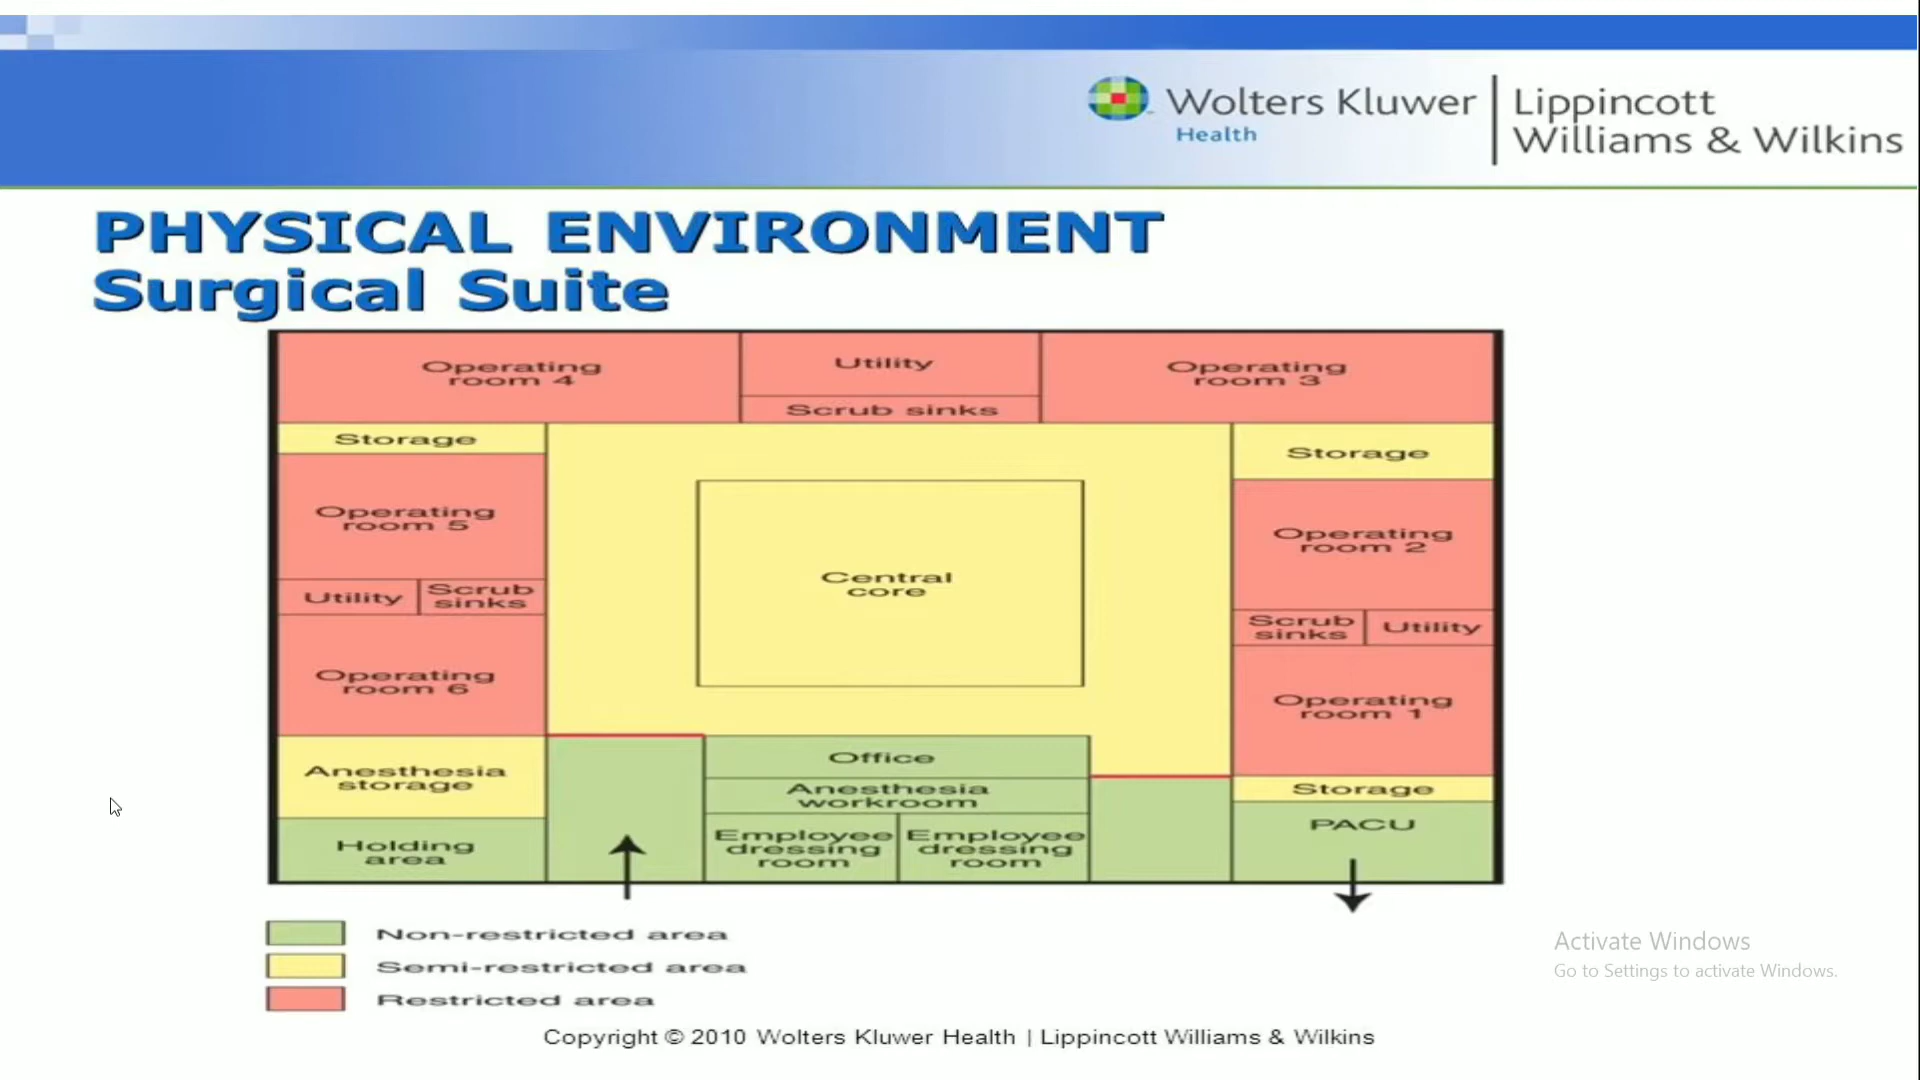 Wolters Kluwer
Health
Lippincott
Williams & Wilkins
PHYSICAL ENVIRONMENT
Surgical Suite
Operating
room 4
Utility
Scrub sinks
Operating
room 3
Storage
Storage
Operating
room 5
Central
core
Operating
room 2
Utility
Scrub
sinks
Scrub
sinks
Utility
Operating
room 6
Operating
room 1
Anesthesia
storage
Office
Anesthesia
workroom
Storage
Holding
area
Employee
dressing
room
Employee
dressing
room
PACU
Non-restricted area
Semi-restricted area
Restricted area
Activate Windows
Go to Settings to activate Windows.
Copyright © 2010 Wolters Kluwer Health | Lippincott Williams & Wilkins